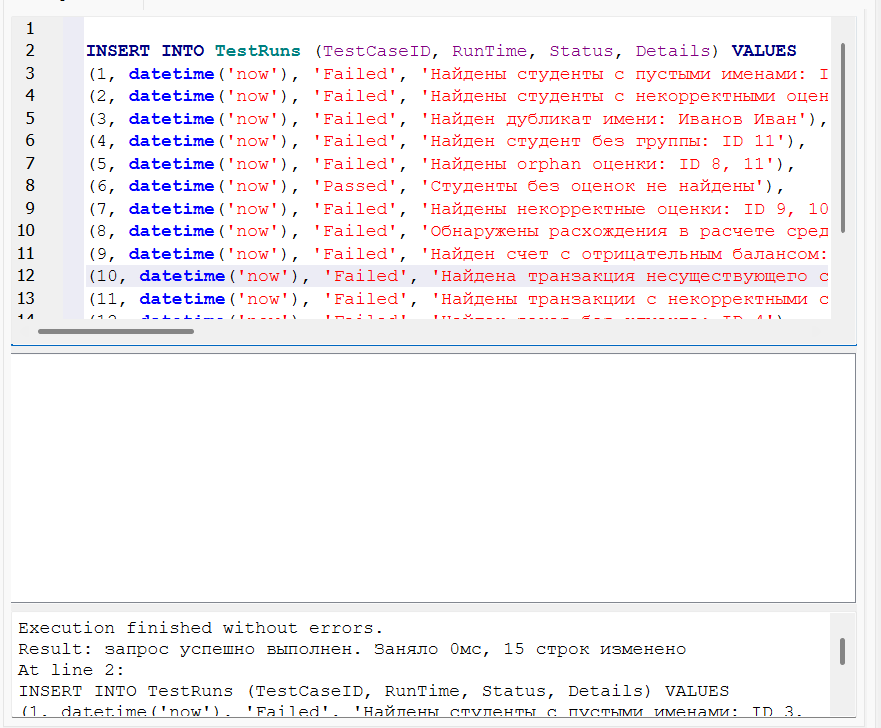 1
2 INSERT INTO TestRuns (TestCaseID, RunTime, Status, Details) VALUES
3 (1, datetime('now'), 'Failed', 'Найдены студенты с пустыми именами: I
4 (2, datetime('now'), 'Failed', 'Найдены студенты с некорректными оцен
5 (3, datetime('now'), 'Failed', 'Найден дубликат имени: Иванов Иван'),
6 (4, datetime('now'), 'Failed', 'Найден студент без группы: ID 11'),
7 (5, datetime('now'), 'Failed', 'Найдены orphan оценки: ID 8, 11'),
8 (6, datetime('now'), 'Passed', 'Студенты без оценок не найдены'),
9 (7, datetime('now'), 'Failed', 'Найдены некорректные оценки: ID 9, 10
10 (8, datetime('now'), 'Failed', 'Обнаружены расхождения в расчете сред
11 (9, datetime('now'), 'Failed', 'Найден счет с отрицательным балансом:
12 (10, datetime('now'), 'Failed', 'Найдена транзакция несуществующего с
13 (11, datetime('now'), 'Failed', 'Найдены транзакции с некорректными с
14
Execution finished without errors.
Result: запрос успешно выполнен. Заняло 0мс, 15 строк изменено
At line 2:
INSERT INTO TestRuns (TestCaseID, RunTime, Status, Details) VALUES
(1, datetime('now'), 'Failed', 'Найдены студенты с пустыми именами: ID 3,